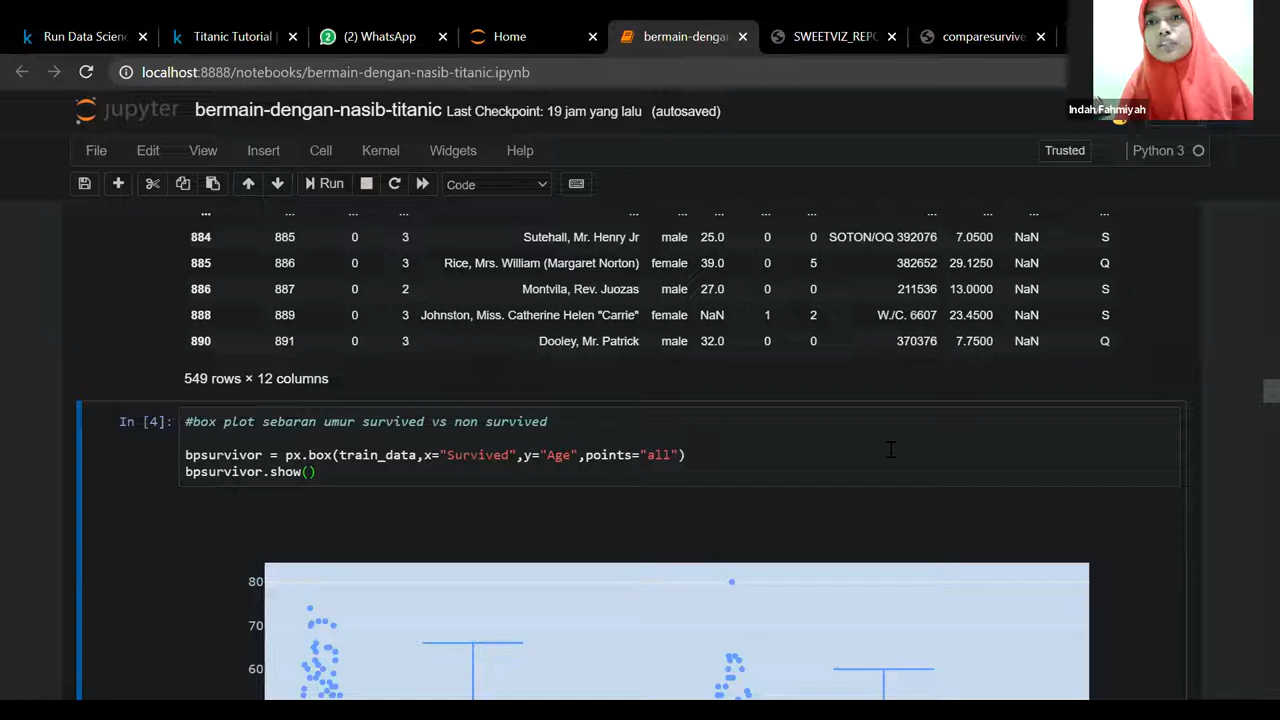 Run Data Scien
Titanic Tutorial
(2) WhatsApp
Home
bermain-denga
SWEETVIZ_REPO
comparesurvive
localhost:8888/notebooks/bermain-dengan-nasib-titanic.ipynb
Indah Fahmiyah
jupyter bermain-dengan-nasib-titanic Last Checkpoint: 19 jam yang lalu (autosaved)
File Edit View Insert Cell Kernel Widgets Help Trusted Python 3
Run Code
... ... ... ... ... ... ... ... ... ... ... ... ...
884 885 0 3 Sutehall, Mr. Henry Jr male 25.0 0 0 SOTON/OQ 392076 7.0500 NaN S
885 886 0 3 Rice, Mrs. William (Margaret Norton) female 39.0 0 5 382652 29.1250 NaN Q
886 887 0 2 Montvila, Rev. Juozas male 27.0 0 0 211536 13.0000 NaN S
888 889 0 3 Johnston, Miss. Catherine Helen "Carrie" female NaN 1 2 W./C. 6607 23.4500 NaN S
890 891 0 3 Dooley, Mr. Patrick male 32.0 0 0 370376 7.7500 NaN Q
549 rows × 12 columns
In [4]: #box plot sebaran umur survived vs non survived
bpsurvivor = px.box(train_data,x="Survived",y="Age",points="all")
bpsurvivor.show()
80
70
60